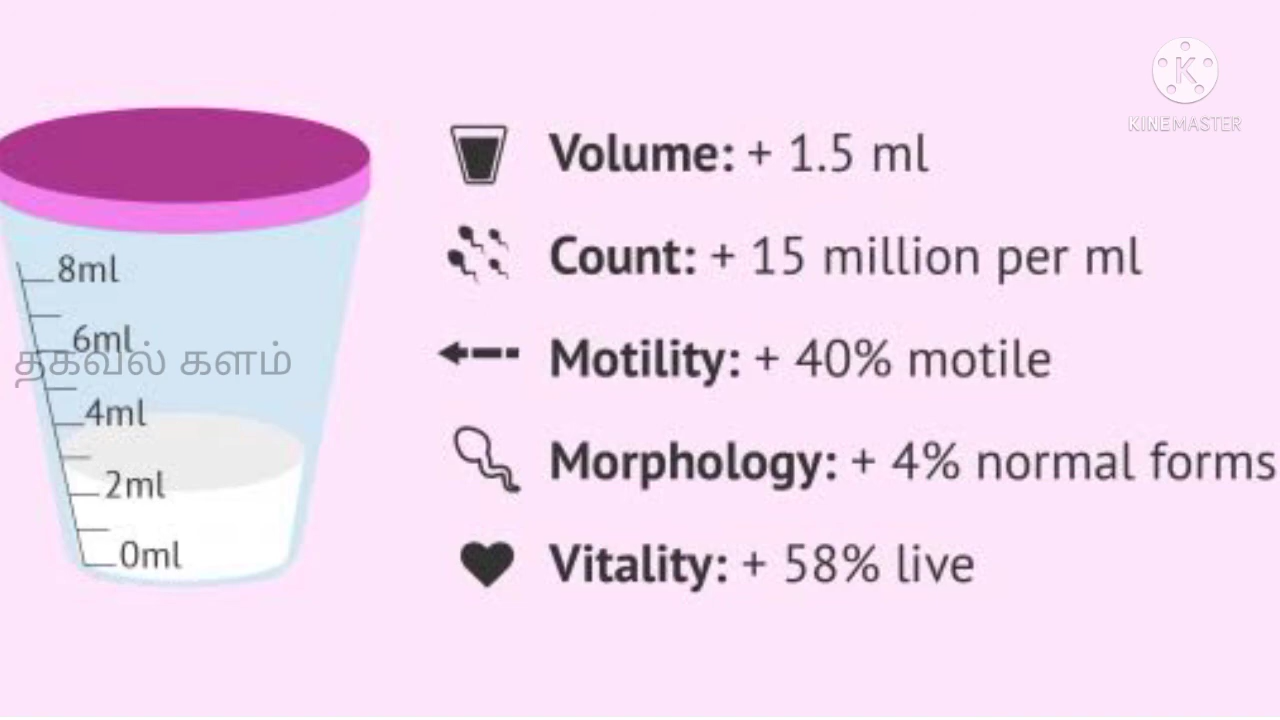 KINEMASTER
Volume: + 1.5 ml
Count: + 15 million per ml
8ml
6ml
தகவல் களம்
Motility: + 40% motile
4ml
Morphology: + 4% normal forms
2ml
0ml
Vitality: + 58% live